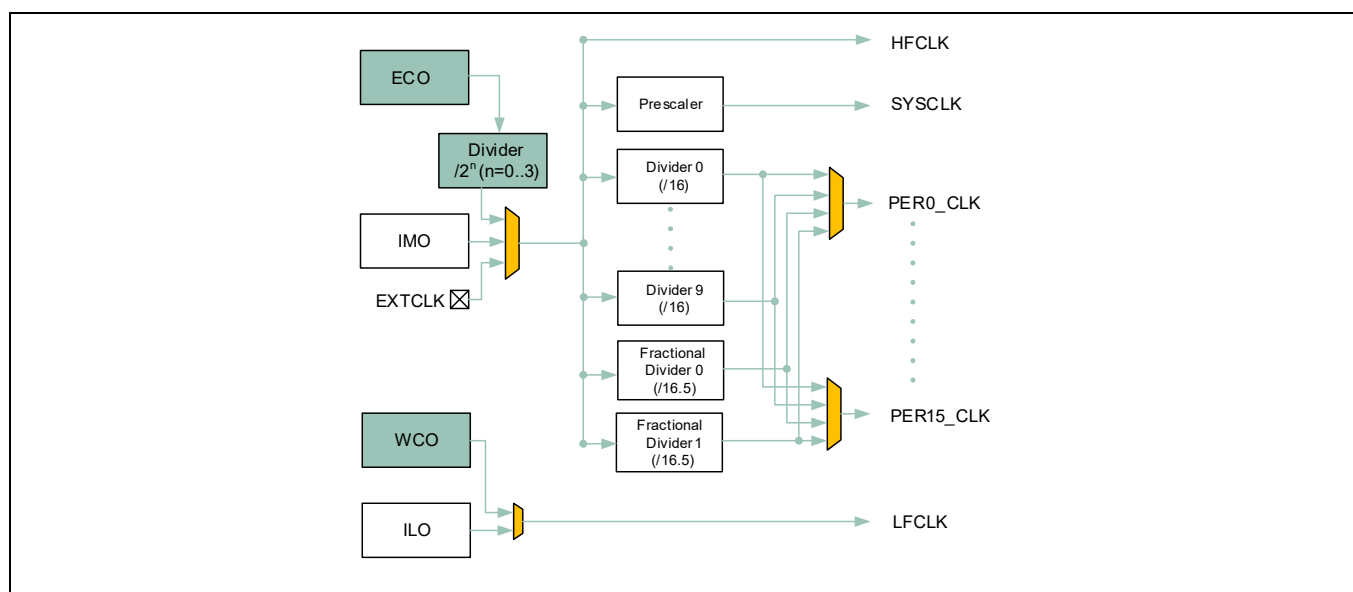 HFCLK
ECO
Prescaler
SYSCLK
Divider
/2ⁿ (n=0..3)
Divider 0
(/16)
PER0_CLK
IMO
EXTCLK
Divider 9
(/16)
Fractional
Divider 0
(/16.5)
PER15_CLK
WCO
Fractional
Divider 1
(/16.5)
LFCLK
ILO